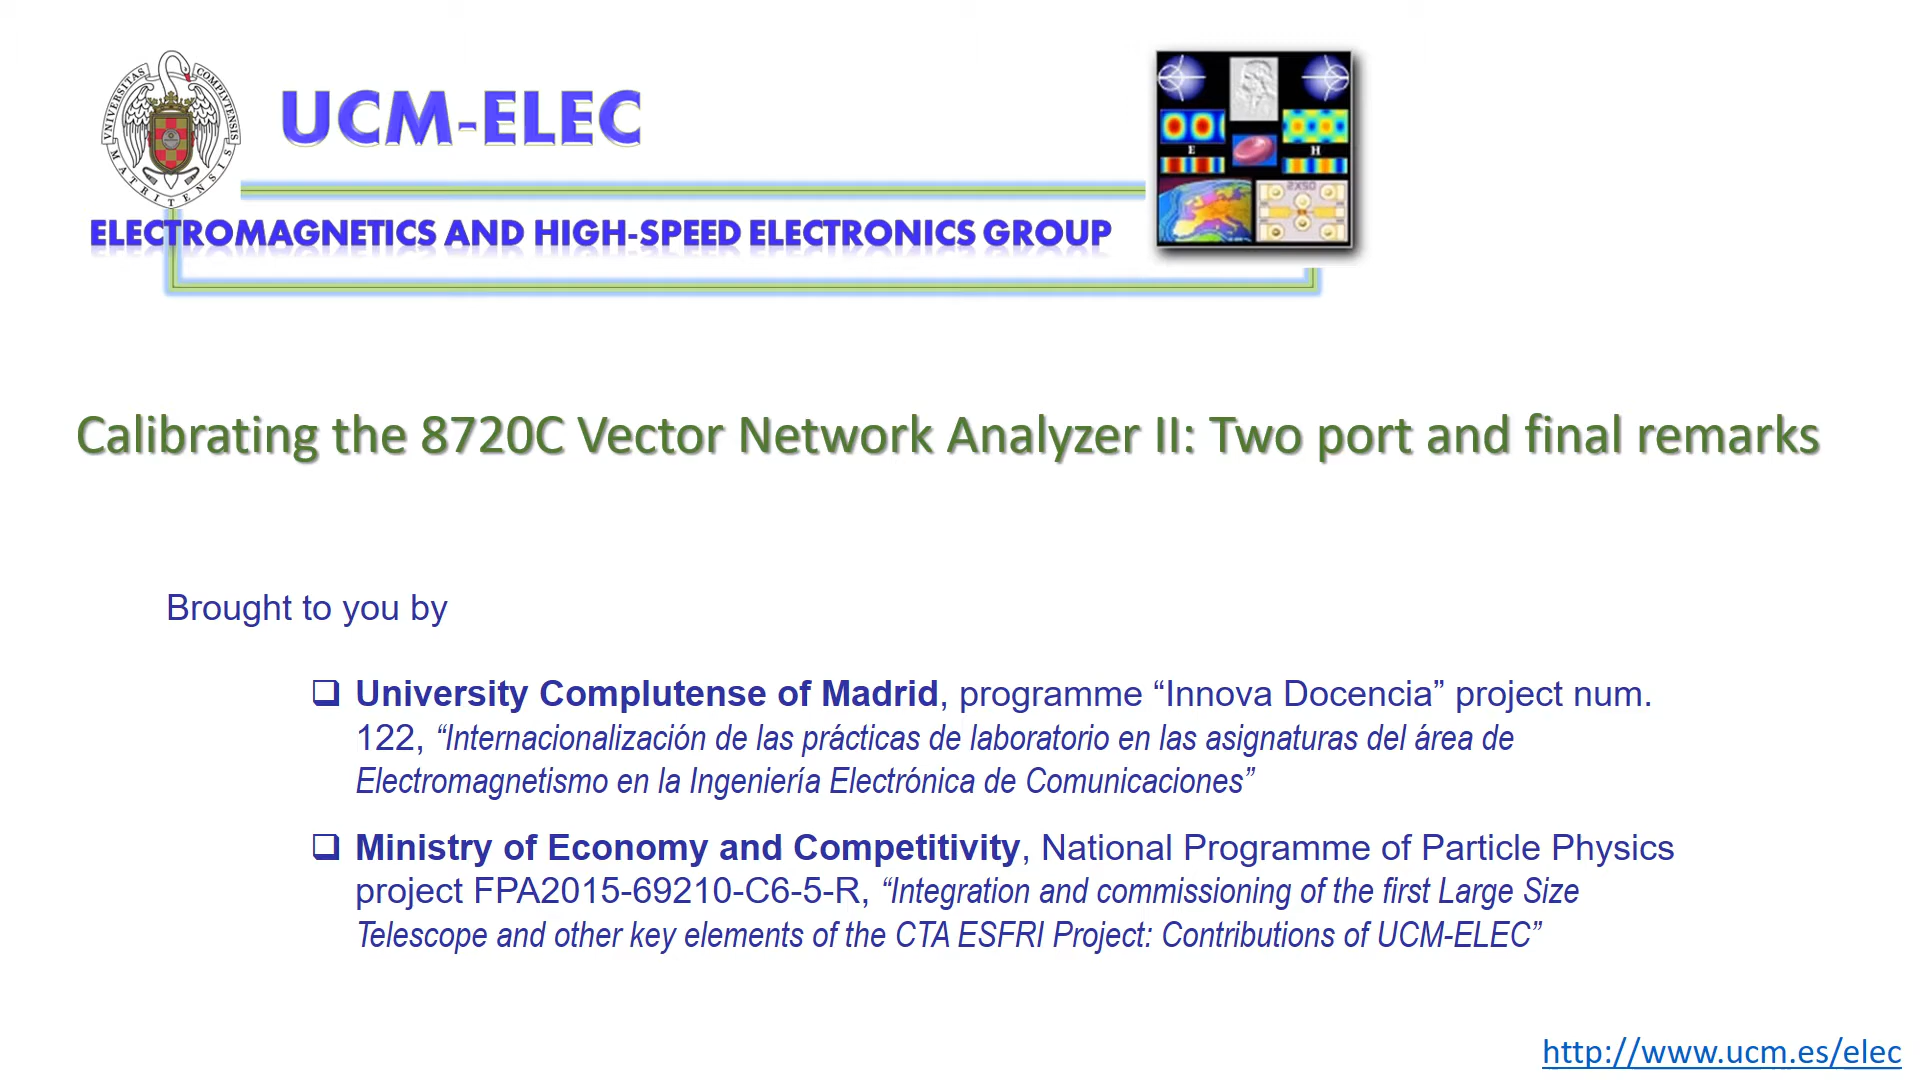 VNIVERSITAS COMPLVTENSIS MATRITENSIS
UCM-ELEC
ELECTROMAGNETICS AND HIGH-SPEED ELECTRONICS GROUP
E
H
2X50
Calibrating the 8720C Vector Network Analyzer II: Two port and final remarks
Brought to you by
University Complutense of Madrid, programme “Innova Docencia” project num.
122, “Internacionalización de las prácticas de laboratorio en las asignaturas del área de
Electromagnetismo en la Ingeniería Electrónica de Comunicaciones”
Ministry of Economy and Competitivity, National Programme of Particle Physics
project FPA2015-69210-C6-5-R, “Integration and commissioning of the first Large Size
Telescope and other key elements of the CTA ESFRI Project: Contributions of UCM-ELEC”
http://www.ucm.es/elec